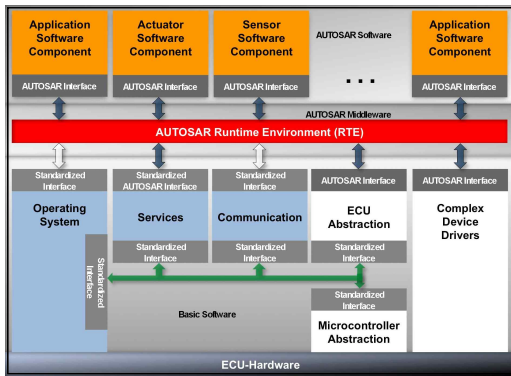 Application
Software
Component
AUTOSAR Interface
Actuator
Software
Component
AUTOSAR Interface
Sensor
Software
Component
AUTOSAR Interface
AUTOSAR Software
...
Application
Software
Component
AUTOSAR Interface
AUTOSAR Middleware
AUTOSAR Runtime Environment (RTE)
Standardized
Interface
Operating
System
Standardized
Interface
Standardized
AUTOSAR Interface
Services
Standardized
Interface
Standardized
Interface
Communication
Standardized
Interface
AUTOSAR Interface
ECU
Abstraction
Standardized
Interface
Standardized
Interface
Microcontroller
Abstraction
AUTOSAR Interface
Complex
Device
Drivers
Basic Software
ECU-Hardware